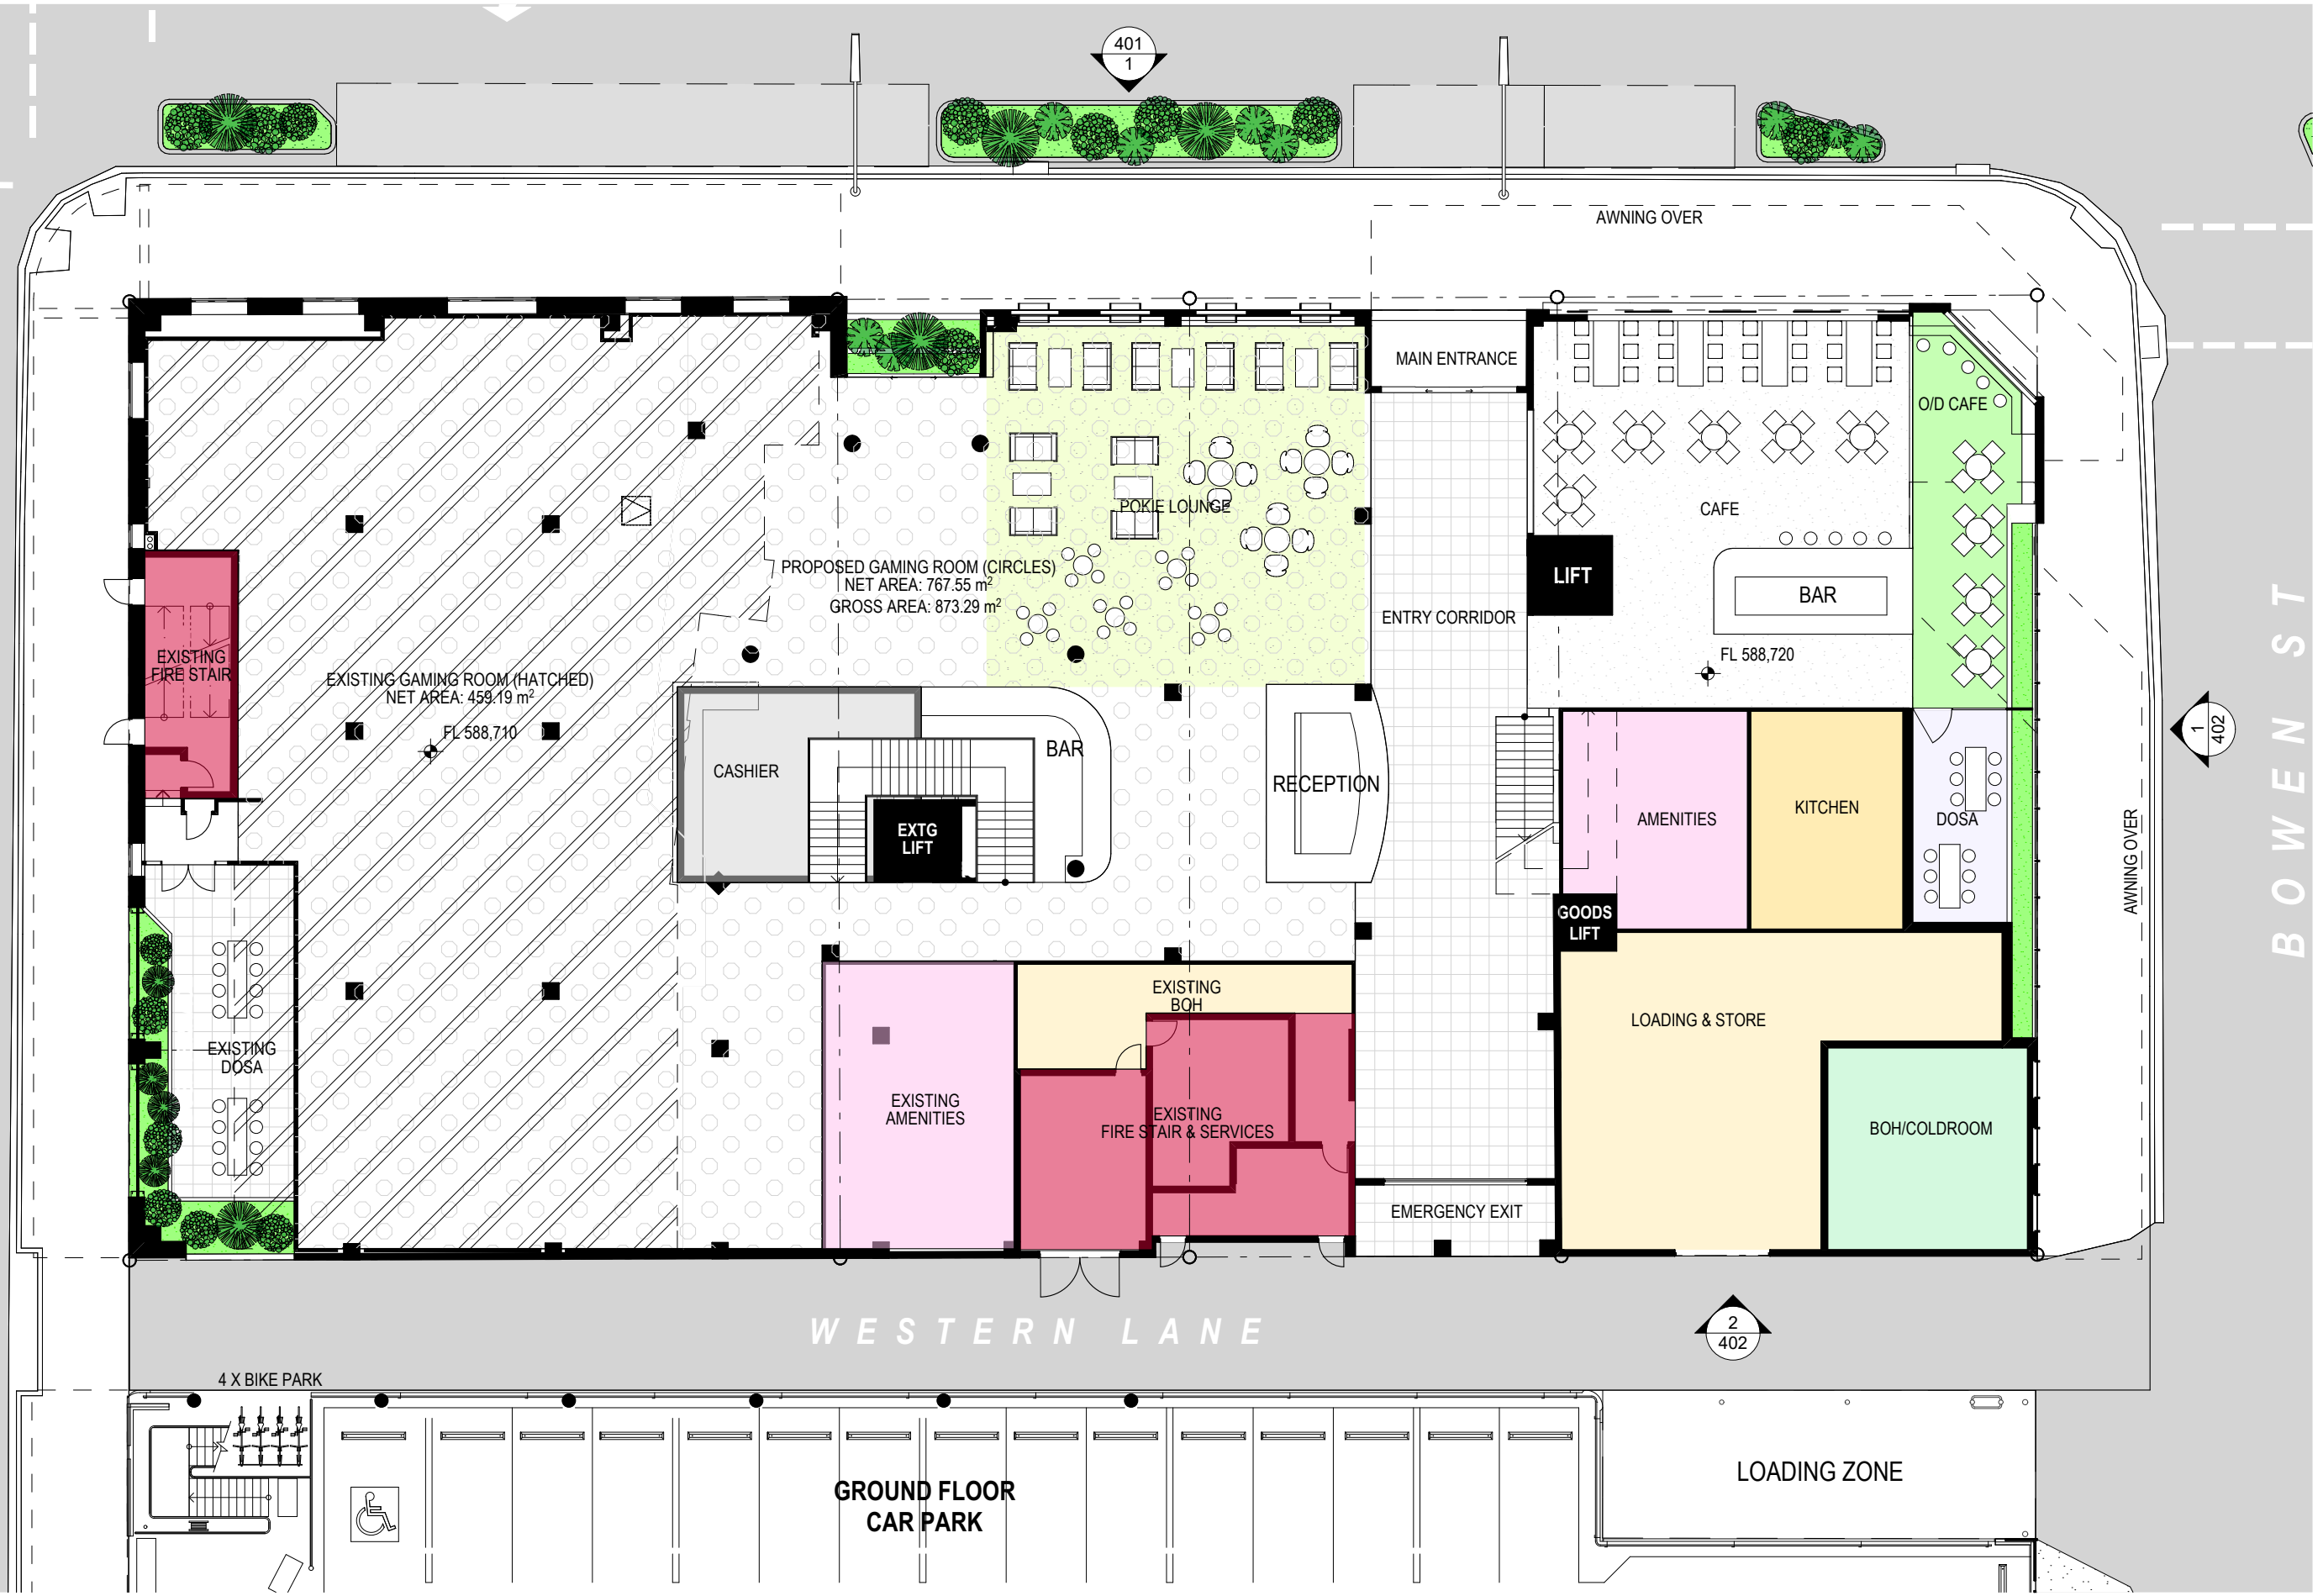 401
1
AWNING OVER
MAIN ENTRANCE
O/D CAFE
POKIE LOUNGE
CAFE
PROPOSED GAMING ROOM (CIRCLES)
NET AREA: 767.55 m²
GROSS AREA: 873.29 m²
LIFT
BAR
ENTRY CORRIDOR
EXISTING
FIRE STAIR
FL 588,720
EXISTING GAMING ROOM (HATCHED)
NET AREA: 459.19 m²
FL 588,710
BOWEN ST
1
402
CASHIER
BAR
RECEPTION
EXTG
LIFT
AMENITIES
KITCHEN
DOSA
AWNING OVER
GOODS
LIFT
EXISTING
BOH
LOADING & STORE
EXISTING
DOSA
EXISTING
AMENITIES
EXISTING
FIRE STAIR & SERVICES
BOH/COLDROOM
EMERGENCY EXIT
WESTERN LANE
2
402
4 X BIKE PARK
GROUND FLOOR
CAR PARK
LOADING ZONE